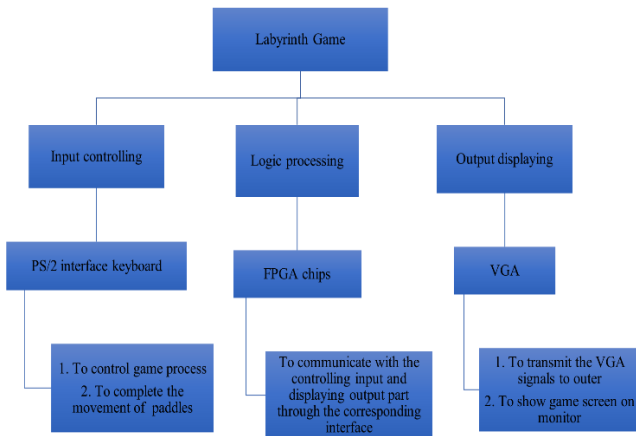 Labyrinth Game
Input controlling
Logic processing
Output displaying
PS/2 interface keyboard
FPGA chips
VGA
1. To control game process
2. To complete the
movement of paddles
To communicate with the
controlling input and
displaying output part
through the corresponding
interface
1. To transmit the VGA
signals to outer
2. To show game screen on
monitor